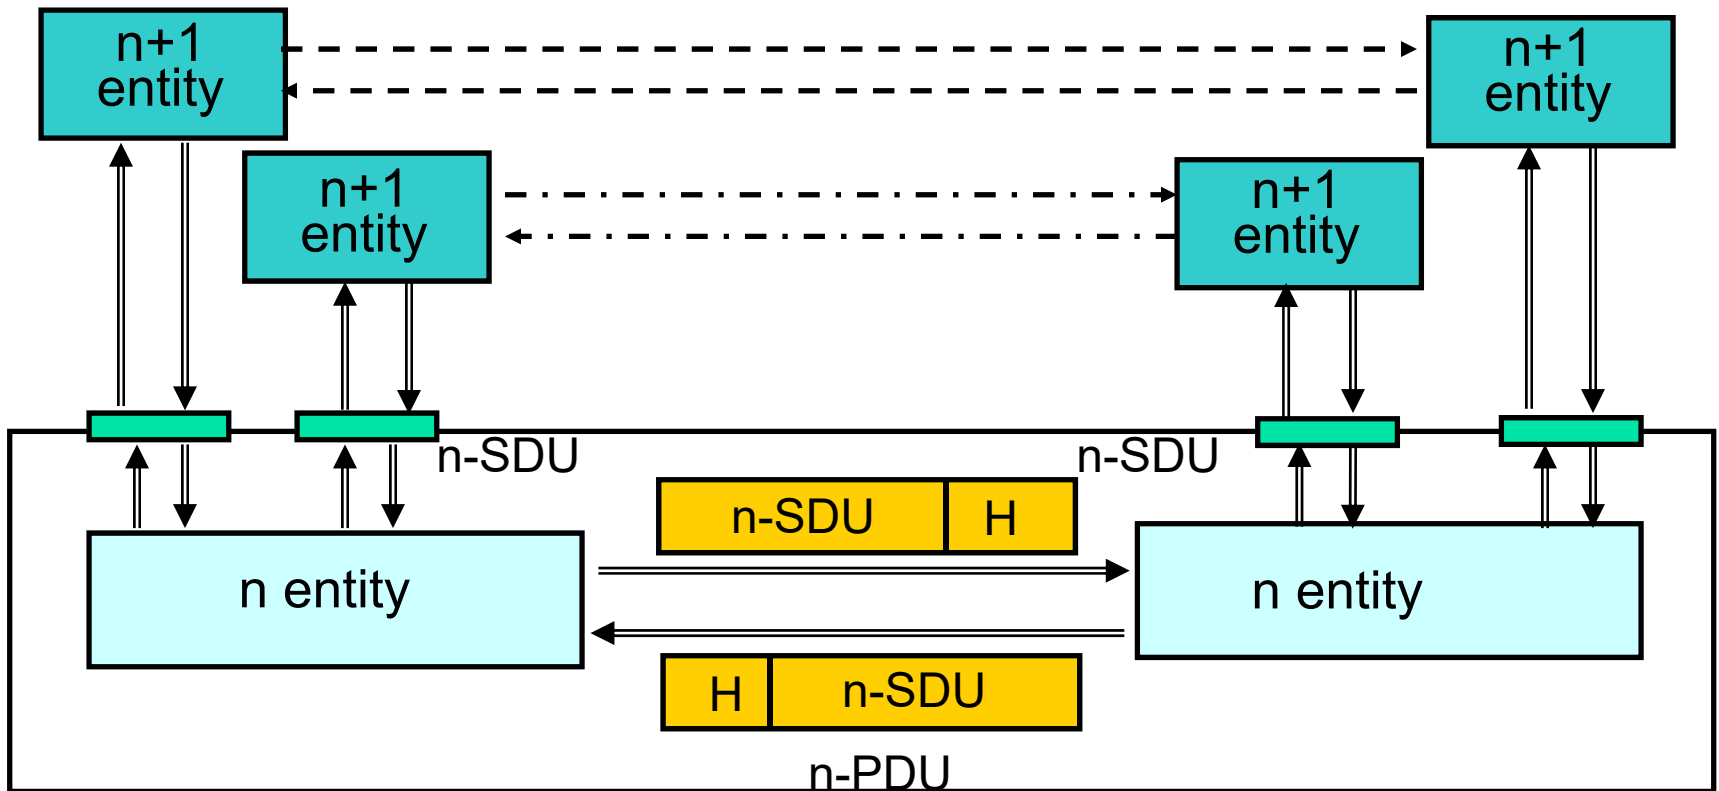 n+1
entity
n+1
entity
n+1
entity
n+1
entity
n-SDU
n-SDU
n-SDU H
n entity
n entity
H n-SDU
n-PDU